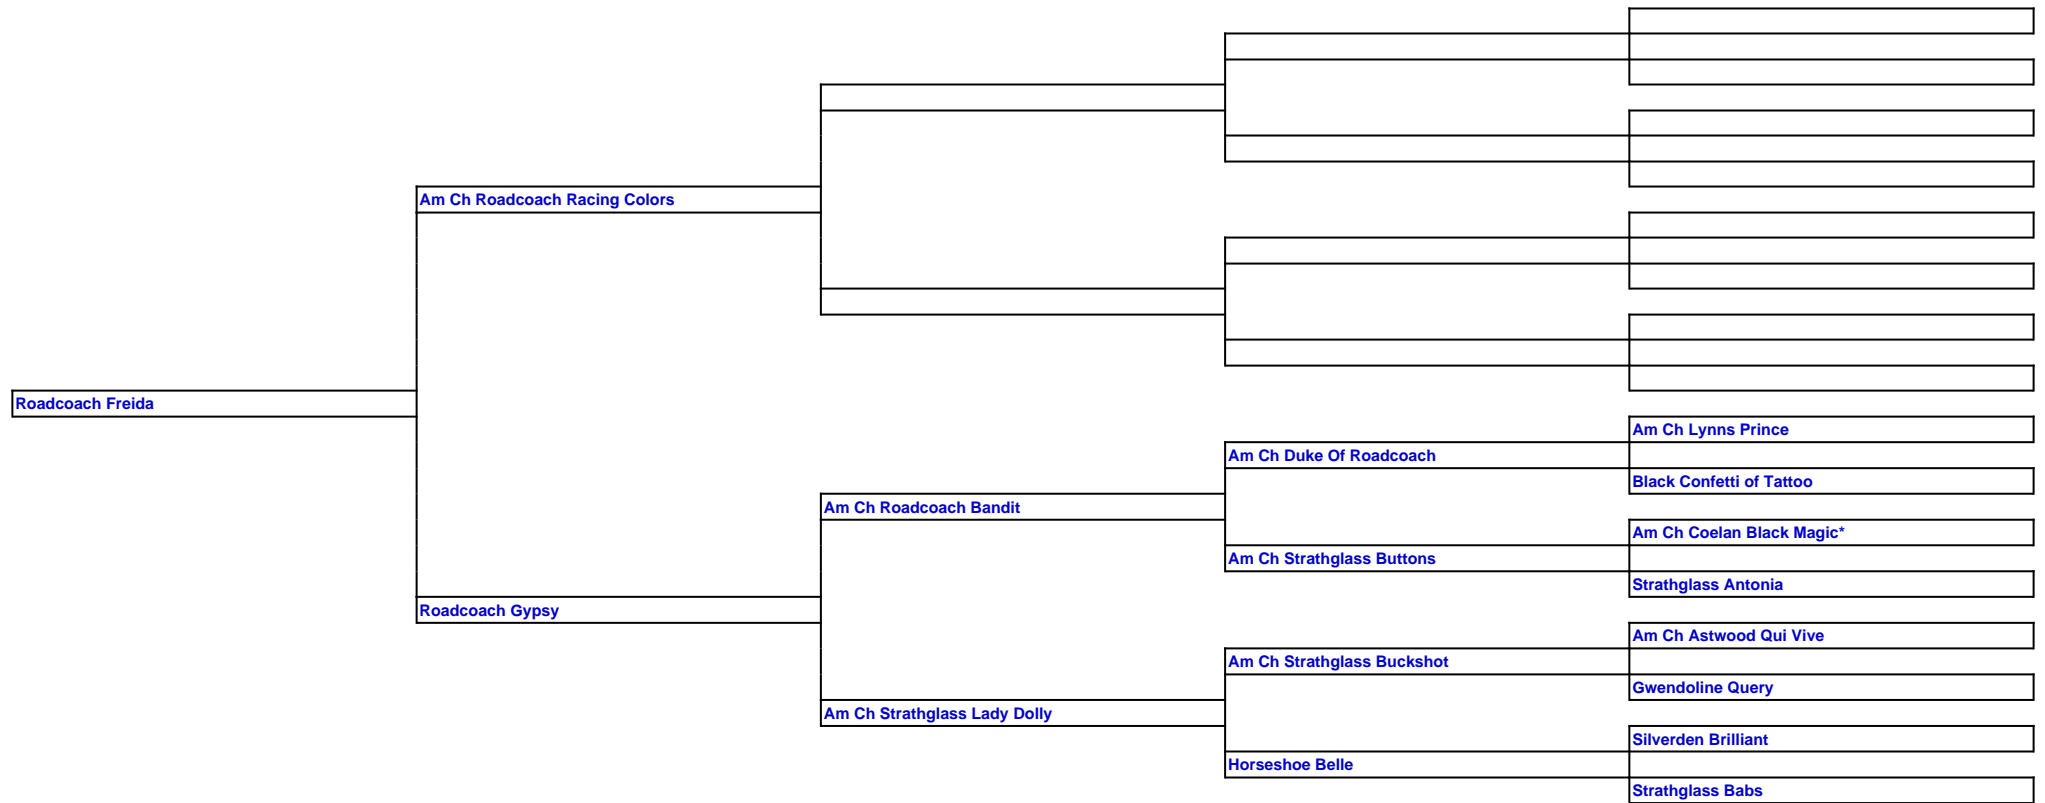 Am Ch Roadcoach Racing Colors
Roadcoach Freida
Am Ch Lynns Prince
Am Ch Duke Of Roadcoach
Black Confetti of Tattoo
Am Ch Roadcoach Bandit
Am Ch Coelan Black Magic*
Am Ch Strathglass Buttons
Strathglass Antonia
Roadcoach Gypsy
Am Ch Astwood Qui Vive
Am Ch Strathglass Buckshot
Gwendoline Query
Am Ch Strathglass Lady Dolly
Silverden Brilliant
Horseshoe Belle
Strathglass Babs